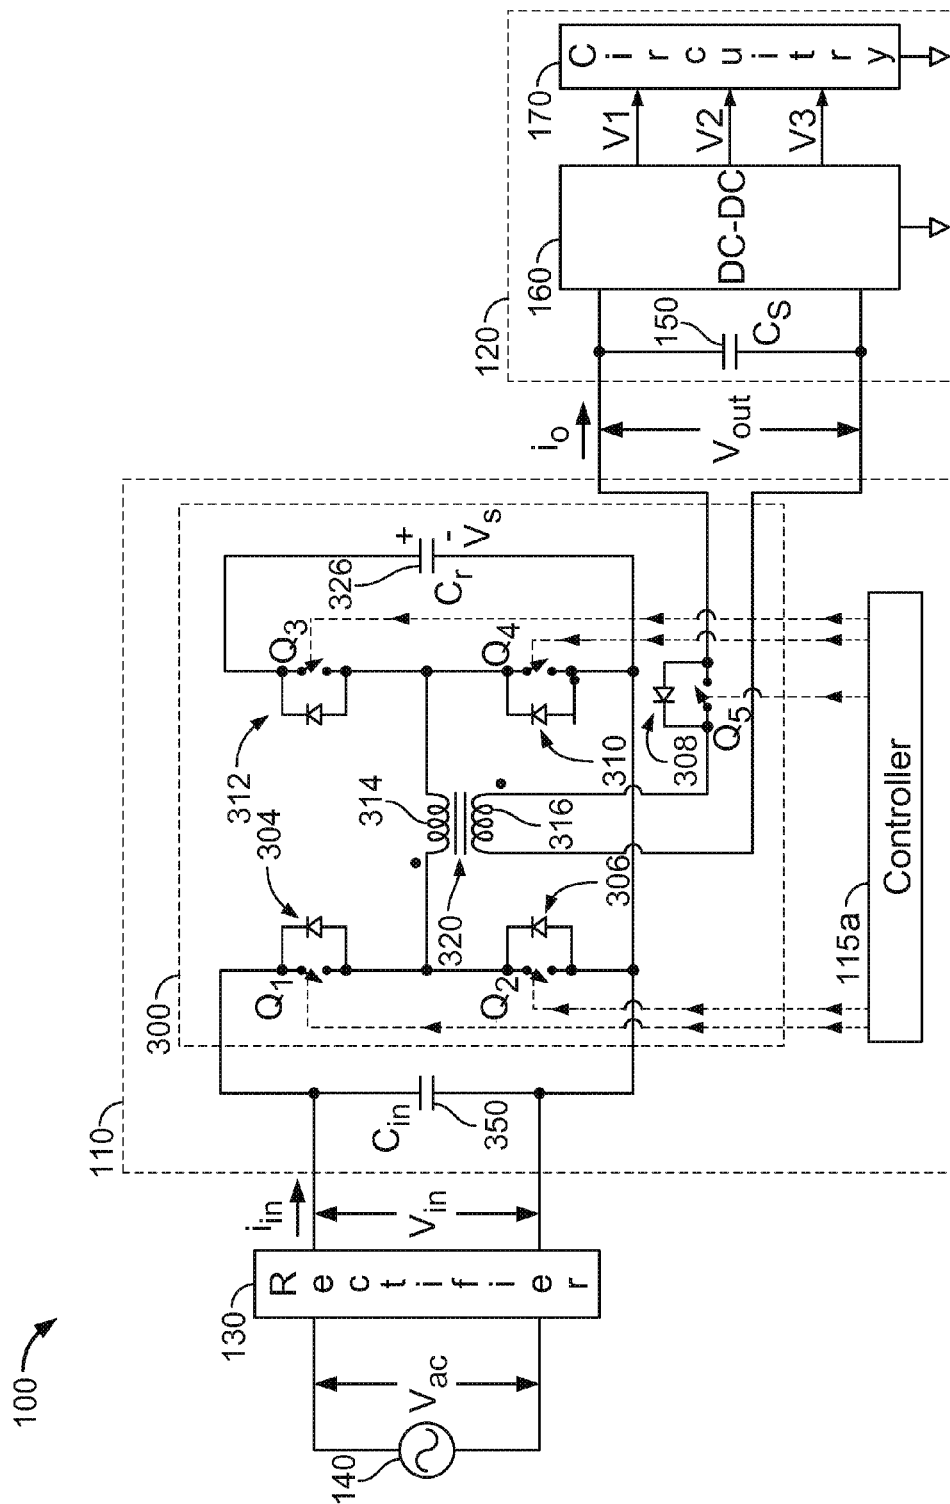 100
140
Vac
130
Rectifier
iin
Vin
110
300
Cin
350
Q1
304
Q2
306
320
314
316
312
Q3
310
Q4
326
Cr
+
-
Vs
308
Q5
115a
Controller
io
Vout
120
150
CS
160
DC-DC
V1
V2
V3
170
Circuitry